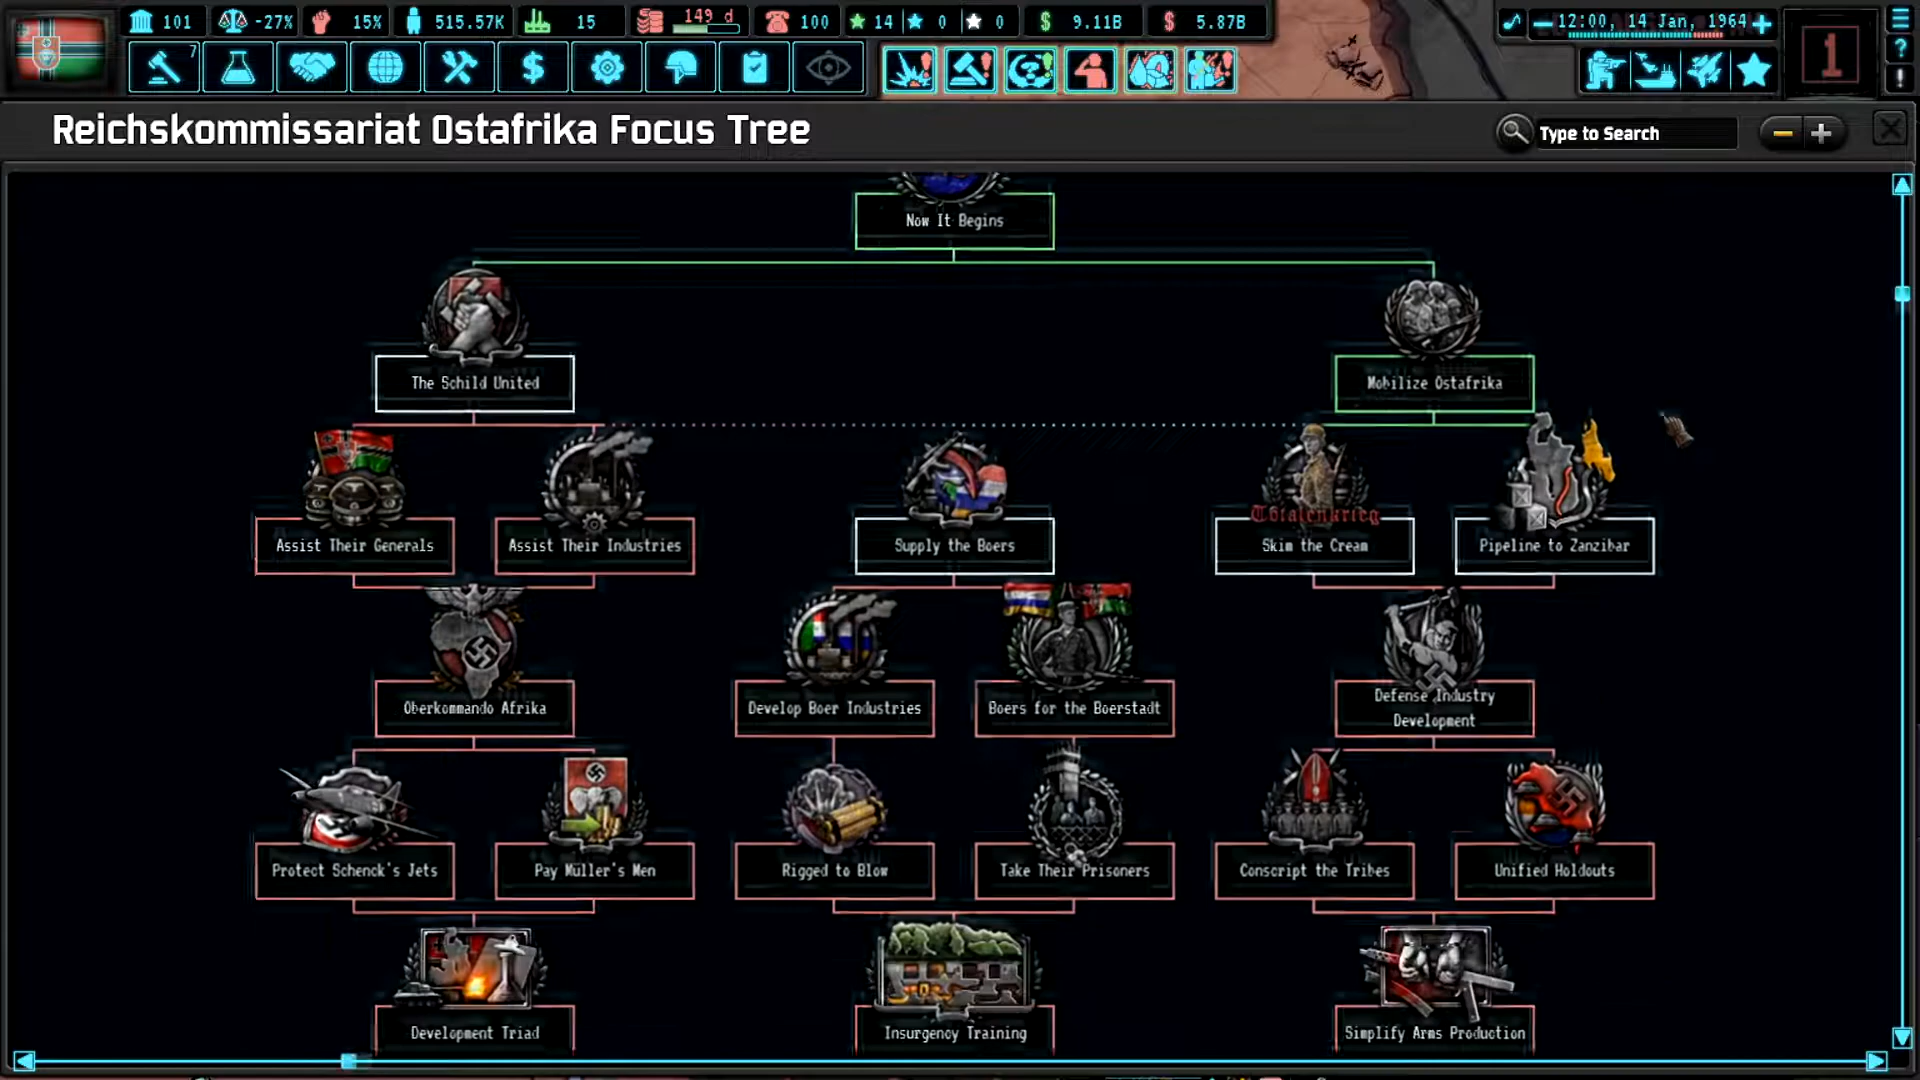 101 -27% 15% 515.57K 15 149 d 100 14 0 0 $ 9.11B $ 5.87B 12:00, 14 Jan, 1964 1
7
Reichskommissariat Ostafrika Focus Tree
Type to Search
Now It Begins
The Schild United
Mobilize Ostafrika
Totalenkrieg
Assist Their Generals
Assist Their Industries
Supply the Boers
Skim the Cream
Pipeline to Zanzibar
Oberkommando Afrika
Develop Boer Industries
Boers for the Boerstadt
Defense Industry
Development
Protect Schenck's Jets
Pay Müller's Men
Rigged to Blow
Take Their Prisoners
Conscript the Tribes
Unified Holdouts
Development Triad
Insurgency Training
Simplify Arms Production